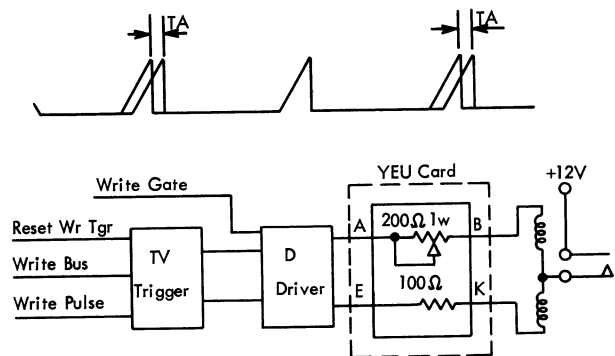 TA
TA
YEU Card
+12V
Write Gate
A
200Ω 1w
B
Reset Wr Tgr
TV
Trigger
D
Driver
Write Bus
100Ω
E
K
Write Pulse